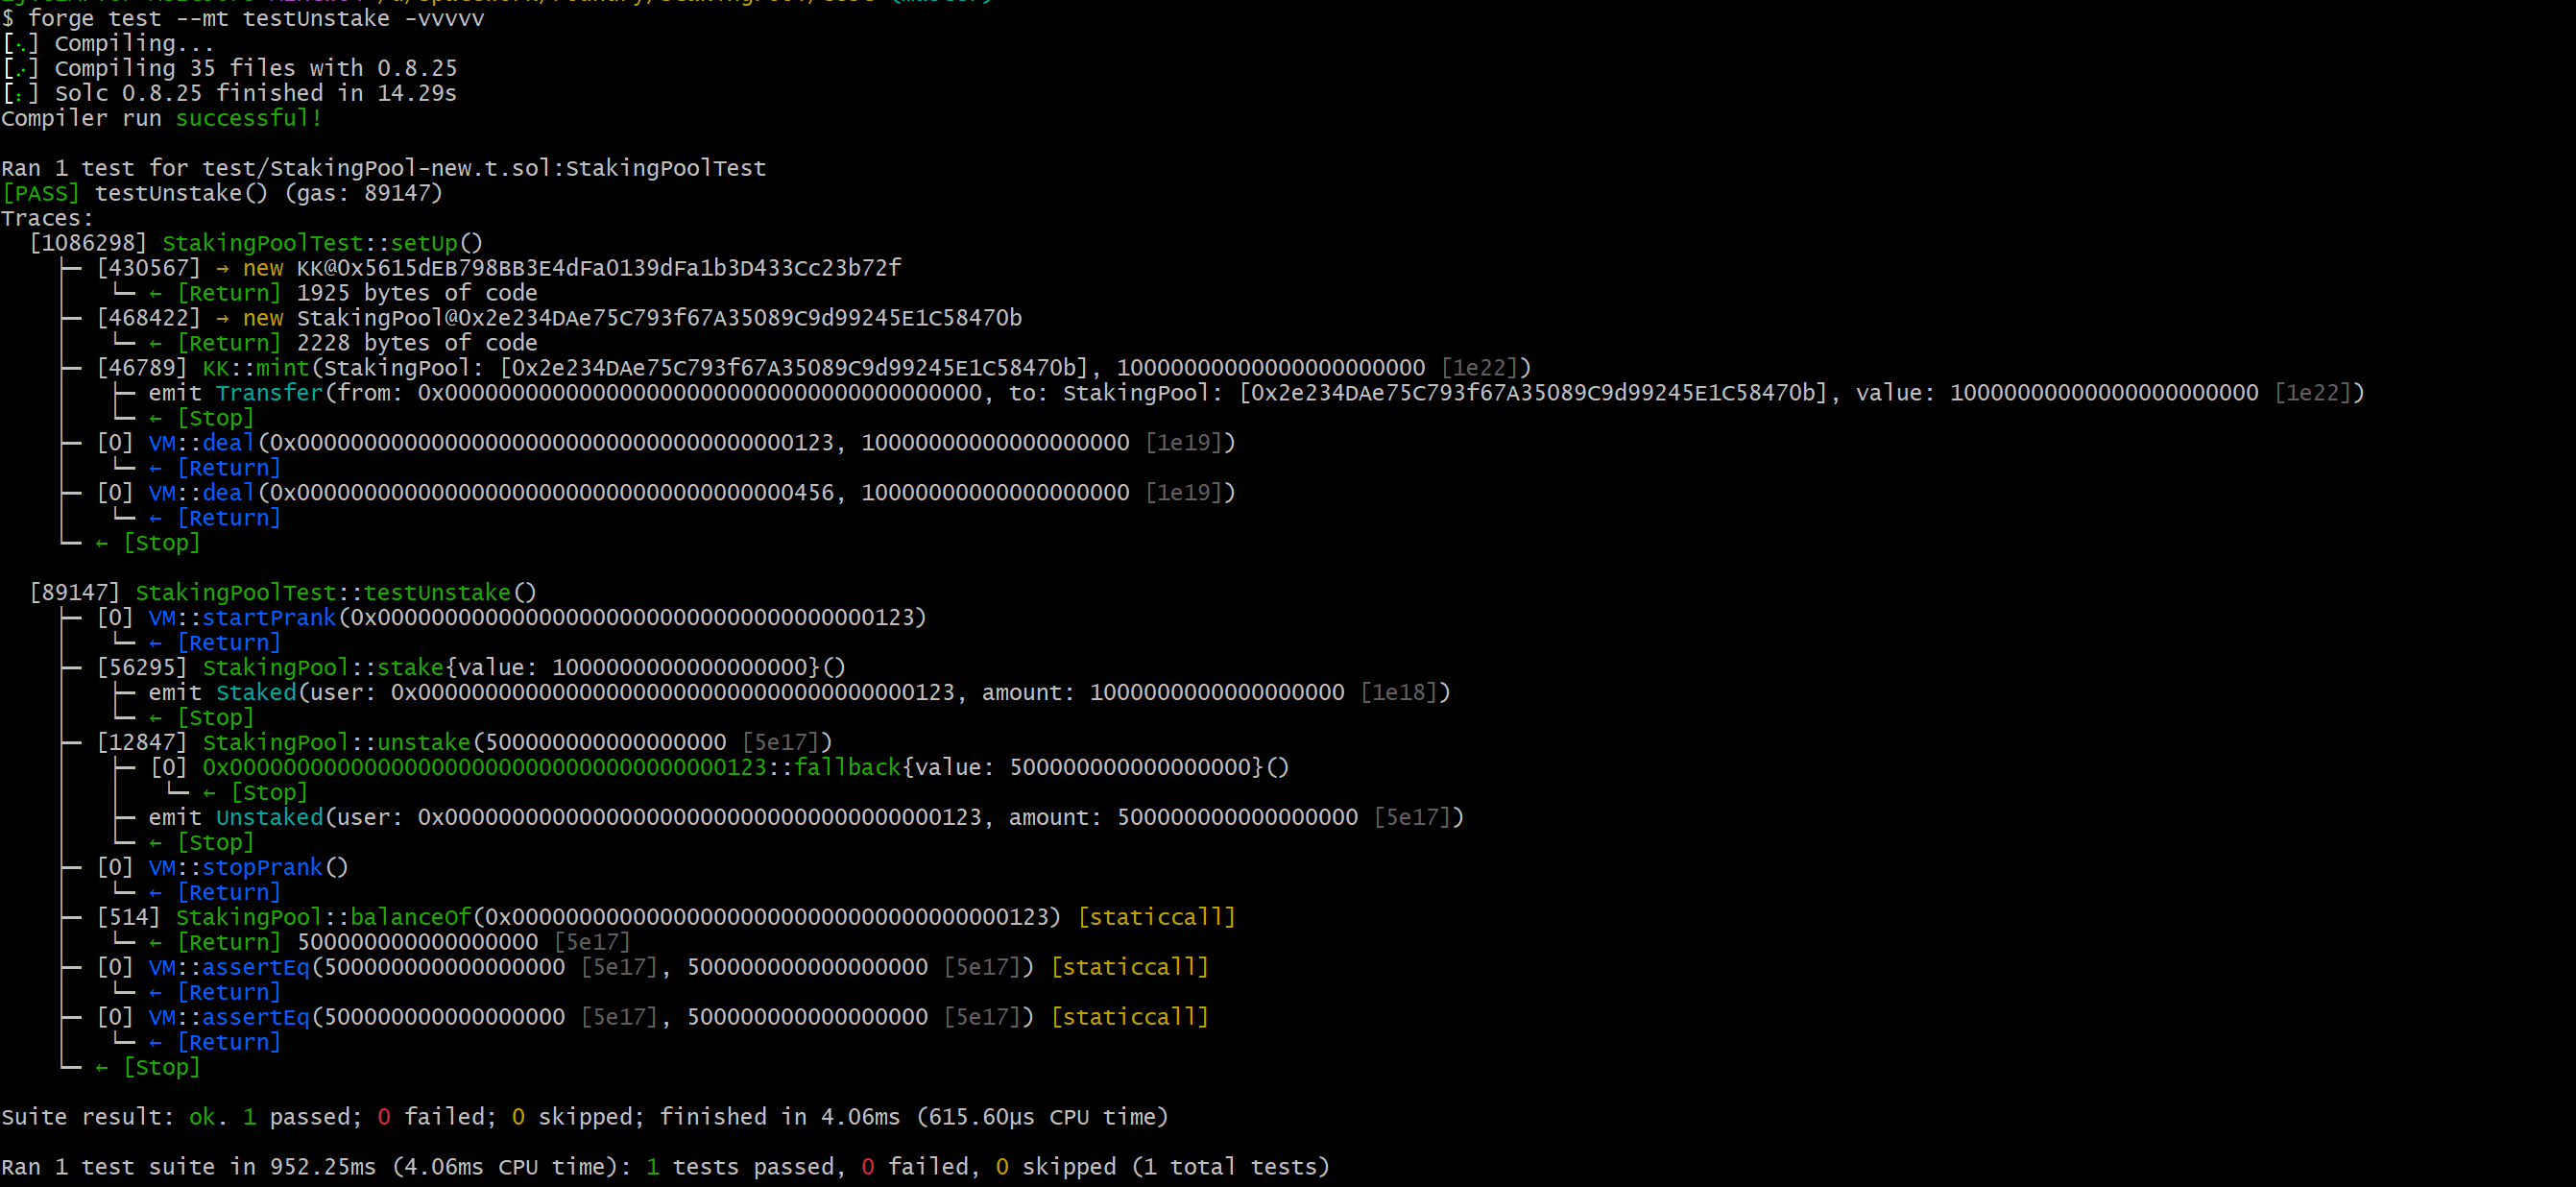 $ forge test --mt testUnstake -vvvvv
[⠢] Compiling...
[⠔] Compiling 35 files with 0.8.25
[⠆] Solc 0.8.25 finished in 14.29s
Compiler run successful!
Ran 1 test for test/StakingPool-new.t.sol:StakingPoolTest
[PASS] testUnstake() (gas: 89147)
Traces:
  [1086298] StakingPoolTest::setUp()
    ├─ [430567] → new KK@0x5615dEB798BB3E4dFa0139dFa1b3D433Cc23b72f
    │   └─ ← [Return] 1925 bytes of code
    ├─ [468422] → new StakingPool@0x2e234DAe75C793f67A35089C9d99245E1C58470b
    │   └─ ← [Return] 2228 bytes of code
    ├─ [46789] KK::mint(StakingPool: [0x2e234DAe75C793f67A35089C9d99245E1C58470b], 10000000000000000000000 [1e22])
    │   ├─ emit Transfer(from: 0x0000000000000000000000000000000000000000, to: StakingPool: [0x2e234DAe75C793f67A35089C9d99245E1C58470b], value: 10000000000000000000000 [1e22])
    │   └─ ← [Stop]
    ├─ [0] VM::deal(0x0000000000000000000000000000000000000123, 10000000000000000000 [1e19])
    │   └─ ← [Return]
    ├─ [0] VM::deal(0x0000000000000000000000000000000000000456, 10000000000000000000 [1e19])
    │   └─ ← [Return]
    └─ ← [Stop]
  [89147] StakingPoolTest::testUnstake()
    ├─ [0] VM::startPrank(0x0000000000000000000000000000000000000123)
    │   └─ ← [Return]
    ├─ [56295] StakingPool::stake{value: 1000000000000000000}()
    │   ├─ emit Staked(user: 0x0000000000000000000000000000000000000123, amount: 1000000000000000000 [1e18])
    │   └─ ← [Stop]
    ├─ [12847] StakingPool::unstake(500000000000000000 [5e17])
    │   ├─ [0] 0x0000000000000000000000000000000000000123::fallback{value: 500000000000000000}()
    │   │   └─ ← [Stop]
    │   ├─ emit Unstaked(user: 0x0000000000000000000000000000000000000123, amount: 500000000000000000 [5e17])
    │   └─ ← [Stop]
    ├─ [0] VM::stopPrank()
    │   └─ ← [Return]
    ├─ [514] StakingPool::balanceOf(0x0000000000000000000000000000000000000123) [staticcall]
    │   └─ ← [Return] 500000000000000000 [5e17]
    ├─ [0] VM::assertEq(500000000000000000 [5e17], 500000000000000000 [5e17]) [staticcall]
    │   └─ ← [Return]
    ├─ [0] VM::assertEq(500000000000000000 [5e17], 500000000000000000 [5e17]) [staticcall]
    │   └─ ← [Return]
    └─ ← [Stop]
Suite result: ok. 1 passed; 0 failed; 0 skipped; finished in 4.06ms (615.60µs CPU time)
Ran 1 test suite in 952.25ms (4.06ms CPU time): 1 tests passed, 0 failed, 0 skipped (1 total tests)